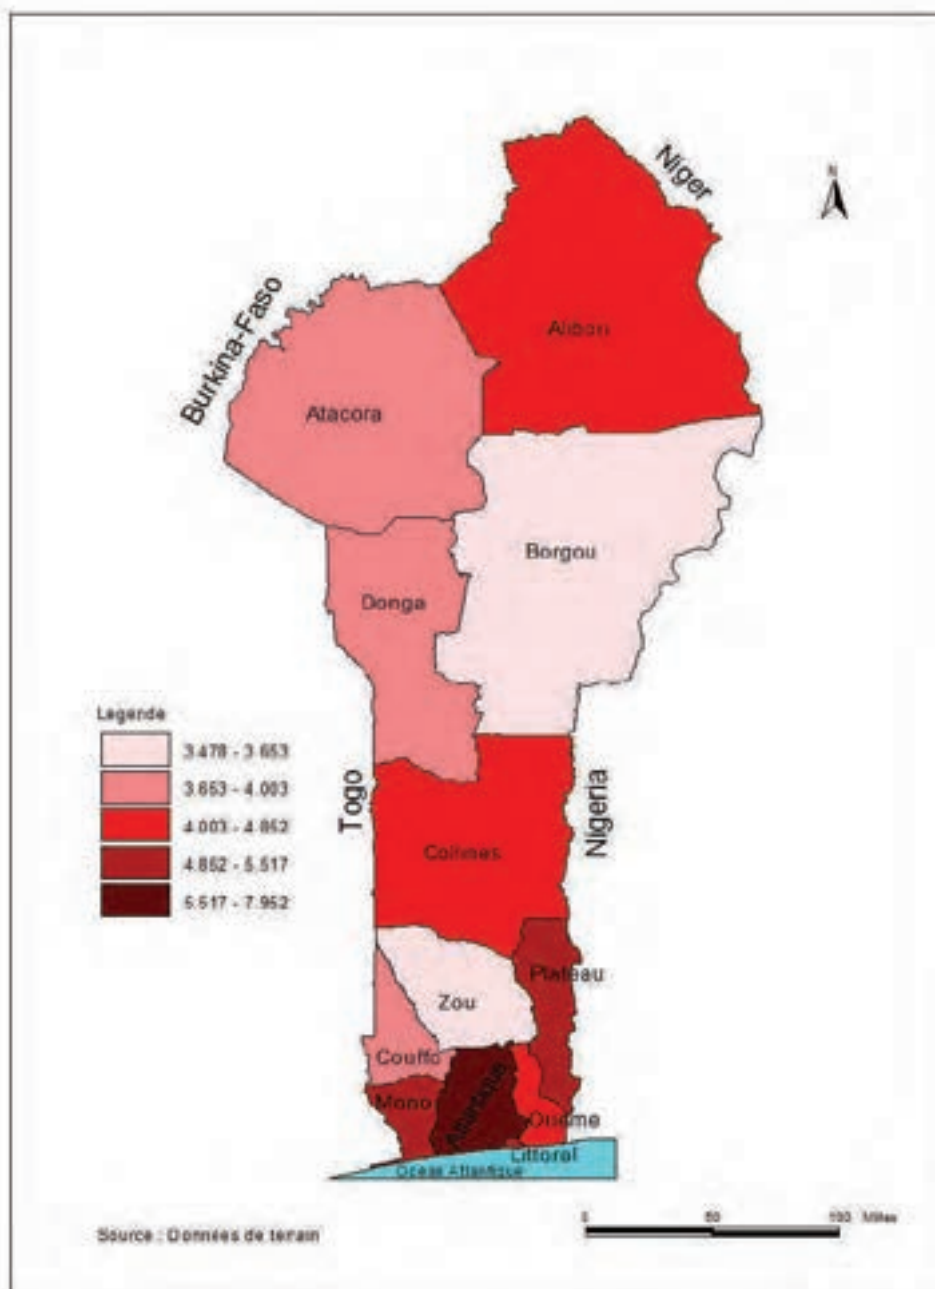 Niger
N
Burkina-Faso
Alibori
Atacora
Borgou
Donga
Legende
3.478 - 3.653
3.653 - 4.003
4.003 - 4.852
4.852 - 5.517
5.517 - 7.952
Togo
Nigeria
Collines
Plateau
Zou
Couffo
Mono
Atlantique
Oueme
Littoral
Ocean Atlantique
Source : Données de terrain
0 50 100 Miles